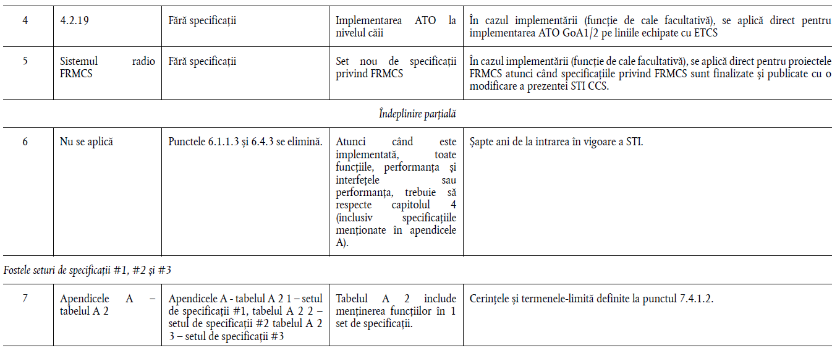 4
4.2.19
Fără specificații
Implementarea ATO la
nivelul căii
În cazul implementării (funcție de cale facultativă), se aplică direct pentru
implementarea ATO GoA1/2 pe liniile echipate cu ETCS
5
Sistemul radio
FRMCS
Fără specificații
Set nou de specificații
privind FRMCS
În cazul implementării (funcție de cale facultativă), se aplică direct pentru proiectele
FRMCS atunci când specificațiile privind FRMCS sunt finalizate și publicate cu o
modificare a prezentei STI CCS.
Îndeplinire parțială
6
Nu se aplică
Punctele 6.1.1.3 și 6.4.3 se elimină.
Atunci când este
implementată, toate
funcțiile, performanța și
interfețele sau
performanța, trebuie să
respecte capitolul 4
(inclusiv specificațiile
menționate în apendicele
A).
Șapte ani de la intrarea în vigoare a STI.
Fostele seturi de specificații #1, #2 și #3
7
Apendicele A –
tabelul A 2
Apendicele A - tabelul A 2 1 – setul
de specificații #1, tabelul A 2 2 –
setul de specificații #2 tabelul A 2
3 – setul de specificații #3
Tabelul A 2 include
menținerea funcțiilor în 1
set de specificații.
Cerințele și termenele-limită definite la punctul 7.4.1.2.